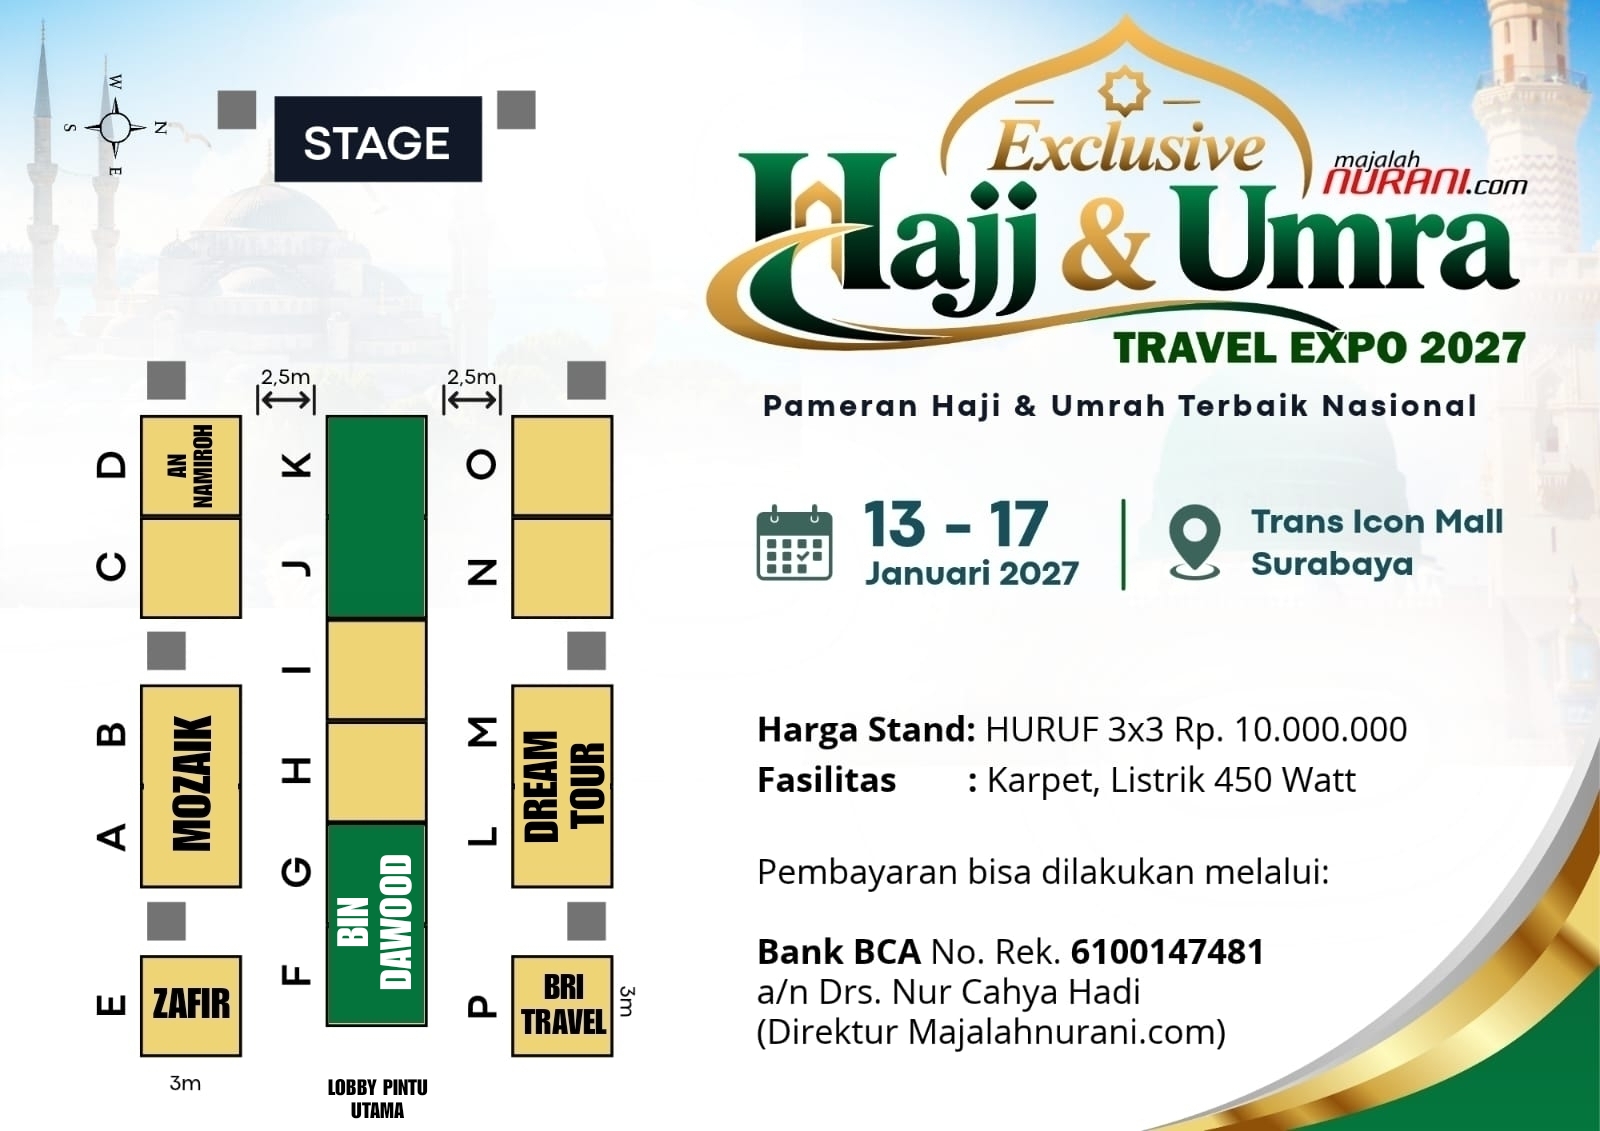 W
S
N
E
STAGE
Exclusive
majalah
NURANI.com
Hajj & Umra
TRAVEL EXPO 2027
Pameran Haji & Umrah Terbaik Nasional
13 - 17
Januari 2027
Trans Icon Mall
Surabaya
2,5m
2,5m
D
AN
NAMIROH
K
O
C
J
N
I
B
MOZAIK
M
DREAM
TOUR
H
A
L
G
BIN
DAWOOD
F
E
ZAFIR
P
BRI
TRAVEL
3m
3m
LOBBY PINTU
UTAMA
Harga Stand: HURUF 3x3 Rp. 10.000.000
Fasilitas : Karpet, Listrik 450 Watt
Pembayaran bisa dilakukan melalui:
Bank BCA No. Rek. 6100147481
a/n Drs. Nur Cahya Hadi
(Direktur Majalahnurani.com)